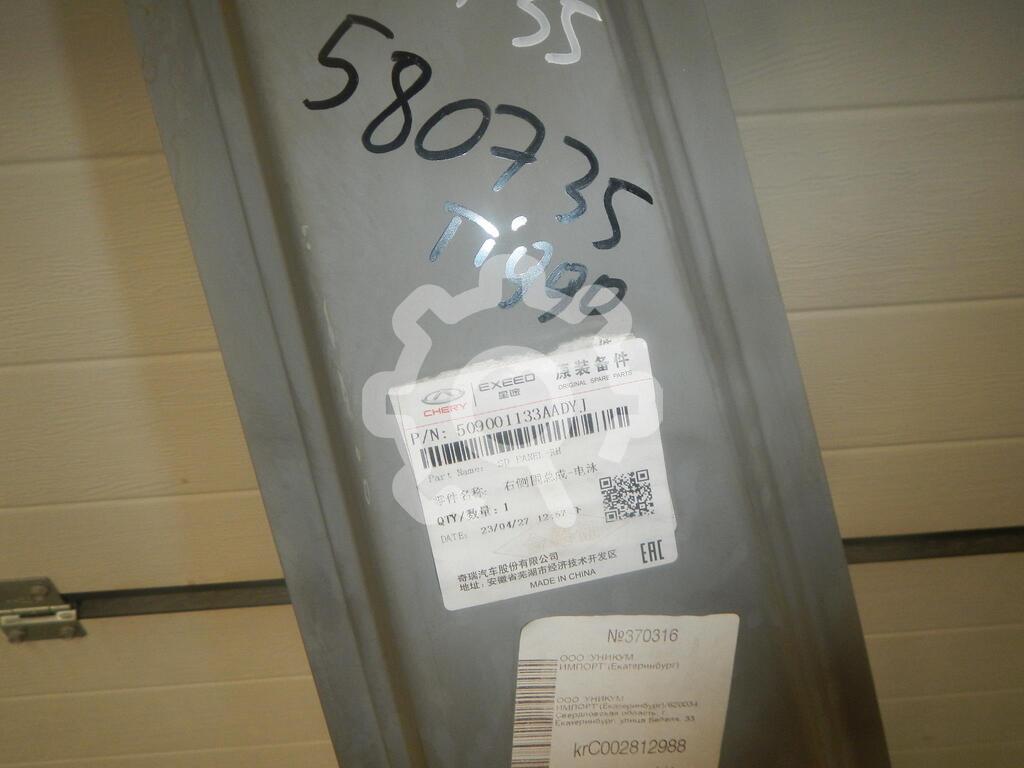 35
580735
Tiggo
CHERY
EXEED
星途
原装备件
ORIGINAL SPARE PARTS
P/N: 509001133AADYJ
Part Name: SD PANEL-RH
零件名称: 右侧围总成-电泳
QTY/数量: 1
DATE: 23/04/27
奇瑞汽车股份有限公司
地址: 安徽省芜湖市经济技术开发区
MADE IN CHINA
EAC
№370316
ООО "УНИКУМ
ИМПОРТ"(Екатеринбург)
ООО "УНИКУМ
ИМПОРТ"(Екатеринбург)/620034
Свердловская область, г.
Екатеринбург, улица Бебеля, 33
krC002812988